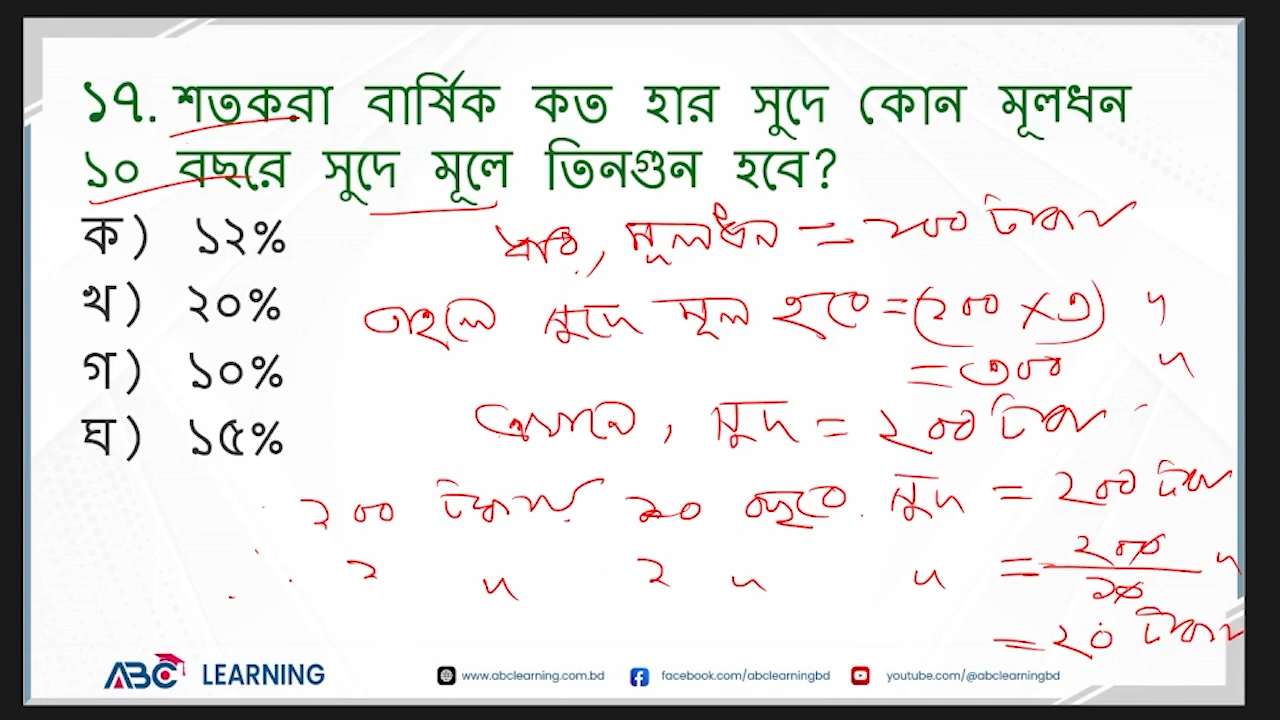 ১৭. শতকরা বার্ষিক কত হার সুদে কোন মূলধন
১০ বছরে সুদে মূলে তিনগুন হবে?
ক) ১২%
খ) ২০%
গ) ১০%
ঘ) ১৫%
ধরি, মূলধন = ১০০ টাকা
তাহলে সুদে মূল হবে = (১০০ × ৩) "
= ৩০০ "
এখানে, সুদ = ২০০ টাকা
১০০ টাকায় ১০ বছরে সুদ = ২০০ টাকা
∴ " ১ " " = ২০০/১০ "
= ২০ টাকা
ABC LEARNING
www.abclearning.com.bd
facebook.com/abclearningbd
youtube.com/@abclearningbd